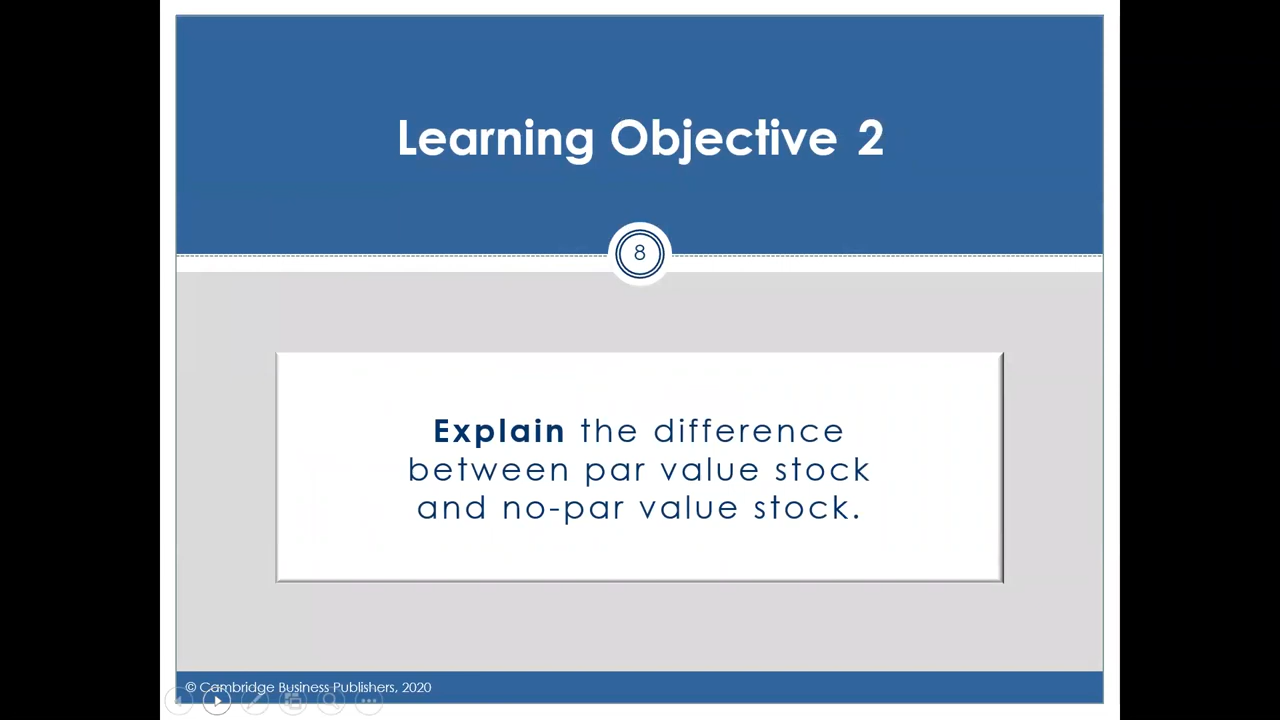 Learning Objective 2
8
Explain the difference
between par value stock
and no-par value stock.
© Cambridge Business Publishers, 2020